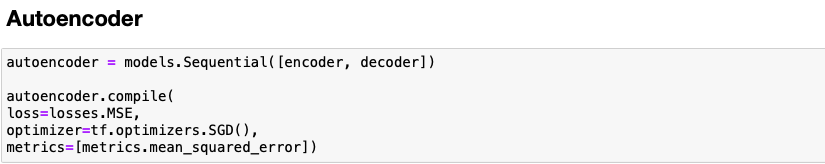 Autoencoder
autoencoder = models.Sequential([encoder, decoder])
autoencoder.compile(
loss=losses.MSE,
optimizer=tf.optimizers.SGD(),
metrics=[metrics.mean_squared_error])